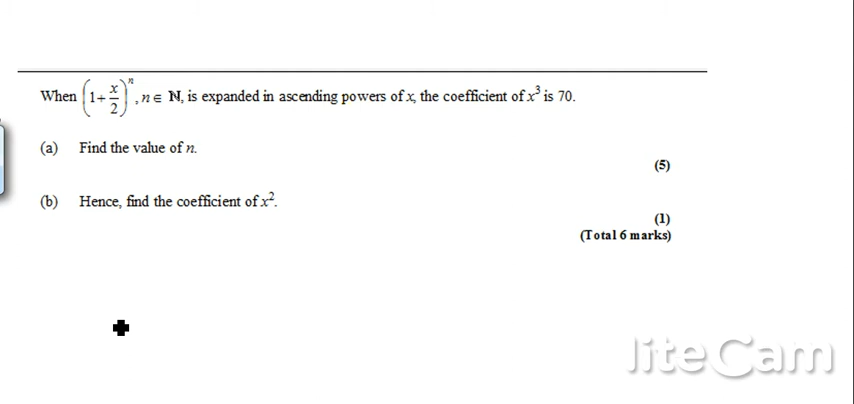 When (1+x/2)^n, n ∈ ℕ, is expanded in ascending powers of x, the coefficient of x³ is 70.
(a) Find the value of n.
(5)
(b) Hence, find the coefficient of x².
(1)
(Total 6 marks)
liteCam